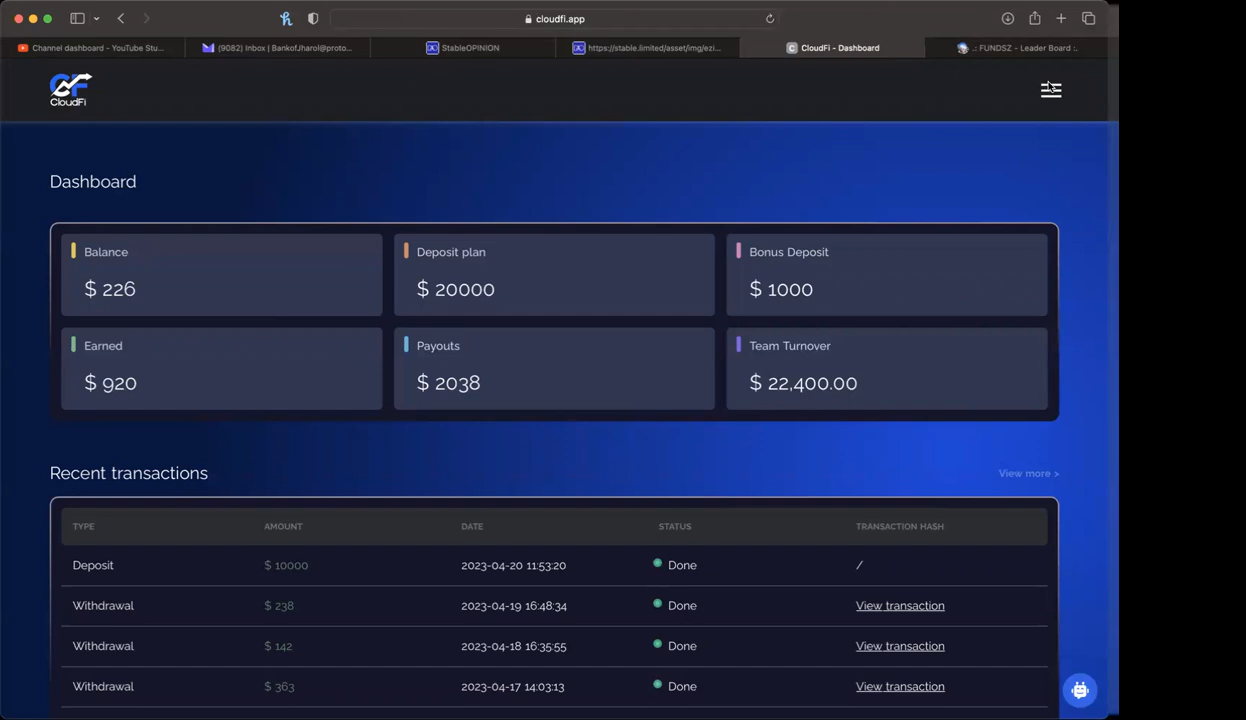 cloudfi.app
Channel dashboard - YouTube Stu...
(9082) Inbox | BankofJharol@proto...
StableOPINION
https://stable.limited/asset/img/ezi...
C CloudFi - Dashboard
.: FUNDSZ - Leader Board :.
CF
CloudFi
Dashboard
Balance
Deposit plan
Bonus Deposit
$ 226
$ 20000
$ 1000
Earned
Payouts
Team Turnover
$ 920
$ 2038
$ 22,400.00
Recent transactions
View more >
TYPE AMOUNT DATE STATUS TRANSACTION HASH
Deposit $ 10000 2023-04-20 11:53:20 Done /
Withdrawal $ 238 2023-04-19 16:48:34 Done View transaction
Withdrawal $ 142 2023-04-18 16:35:55 Done View transaction
Withdrawal $ 363 2023-04-17 14:03:13 Done View transaction